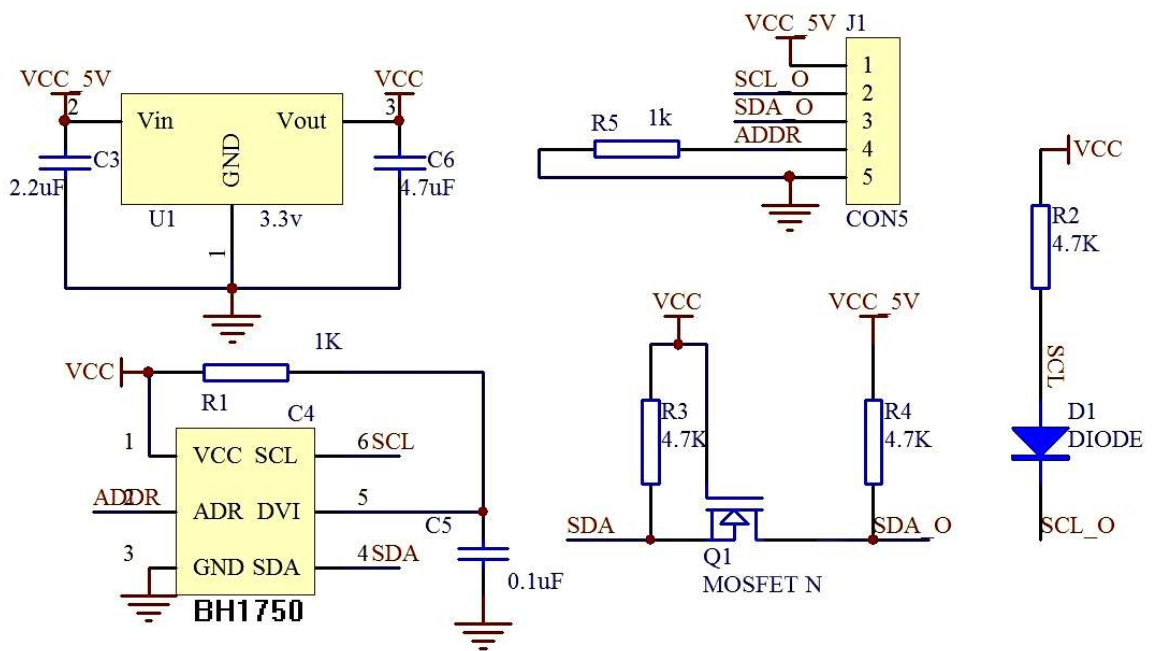 VCC_5V
VCC
2
3
Vin
Vout
GND
C3
2.2uF
C6
4.7uF
U1
3.3v
1
VCC_5V
J1
SCL_O
SDA_O
ADDR
R5
1k
1
2
3
4
5
CON5
VCC
R2
4.7K
SCL
D1
DIODE
SCL_O
VCC
1K
R1
C4
1
VCC SCL
6 SCL
ADDR
2
ADR DVI
5
3
GND SDA
4 SDA
BH1750
C5
0.1uF
VCC
VCC_5V
R3
4.7K
R4
4.7K
SDA
SDA_O
Q1
MOSFET N